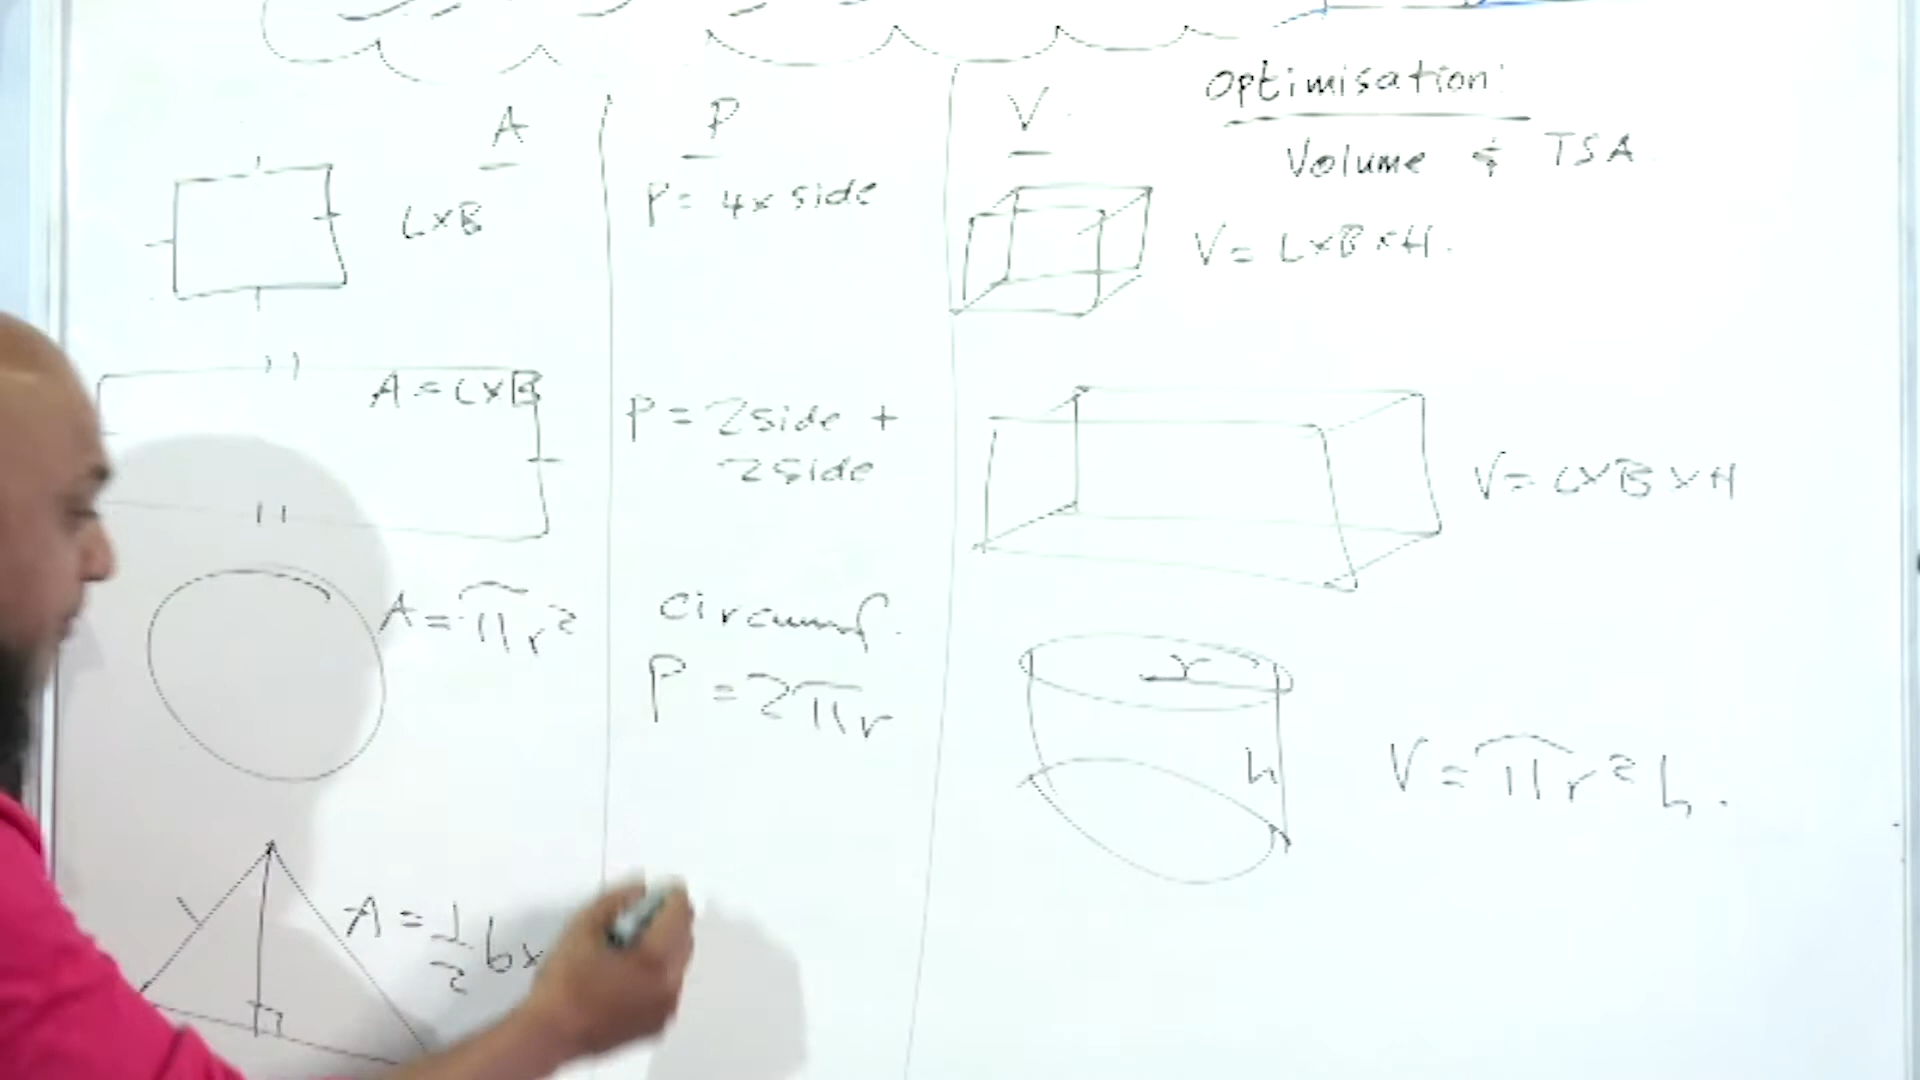 Optimisation:
Volume & TSA
A
P
V
L×B
P= 4× side
V= L×B×H.
A=L×B
P= 2side +
2side
V= L×B×H
A=πr²
circumf.
P=2πr
r
h
V=πr²h.
A=1/2 b×